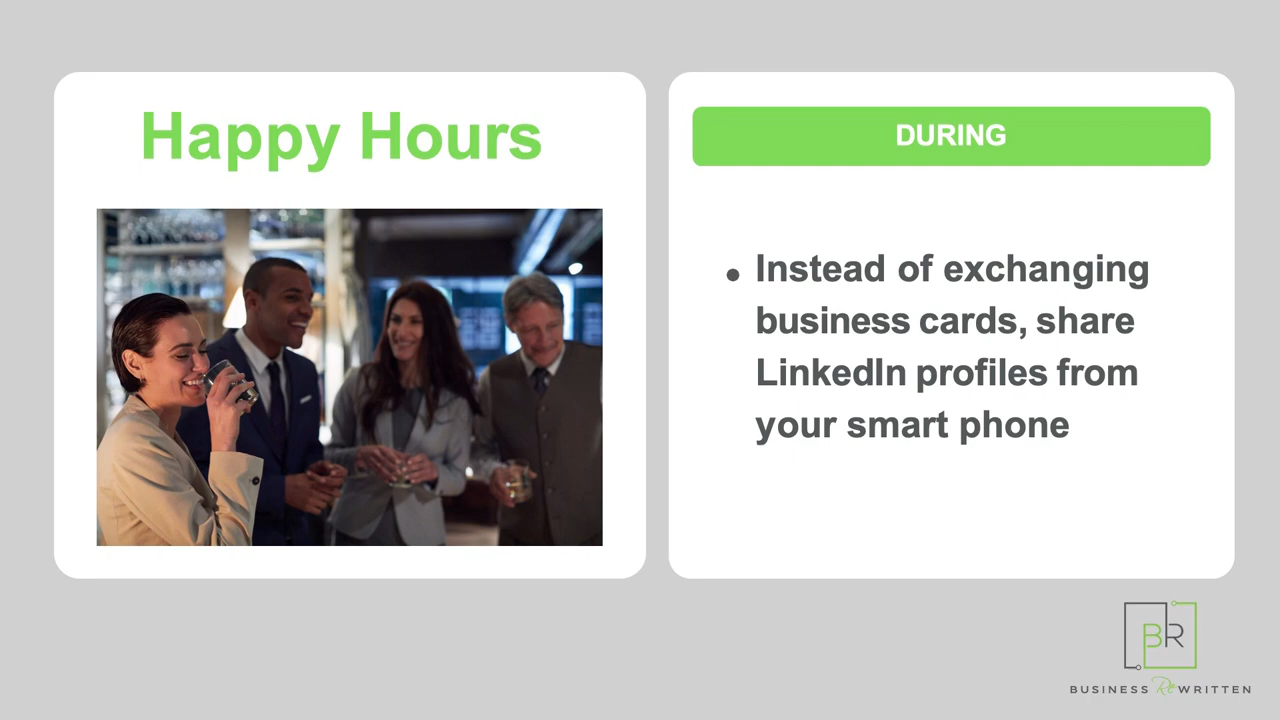 Happy Hours
DURING
• Instead of exchanging
business cards, share
LinkedIn profiles from
your smart phone
BR
BUSINESS ReWRITTEN